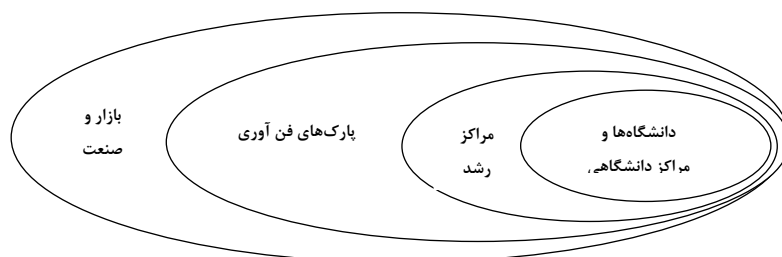 دانشگاه‌ها و
مراکز دانشگاهی
مراکز
رشد
پارک‌های فن آوری
بازار و
صنعت